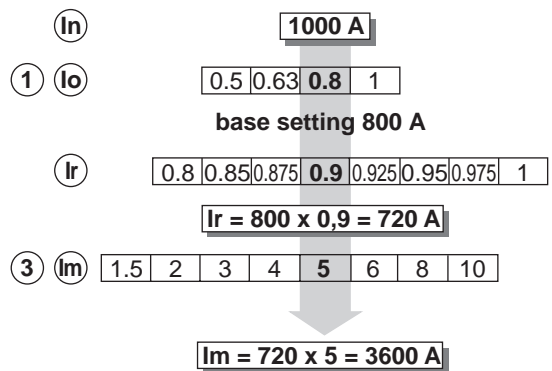 In 1000 A
1 Io 0.5 0.63 0.8 1
base setting 800 A
Ir 0.8 0.85 0.875 0.9 0.925 0.95 0.975 1
Ir = 800 x 0,9 = 720 A
3 Im 1.5 2 3 4 5 6 8 10
Im = 720 x 5 = 3600 A